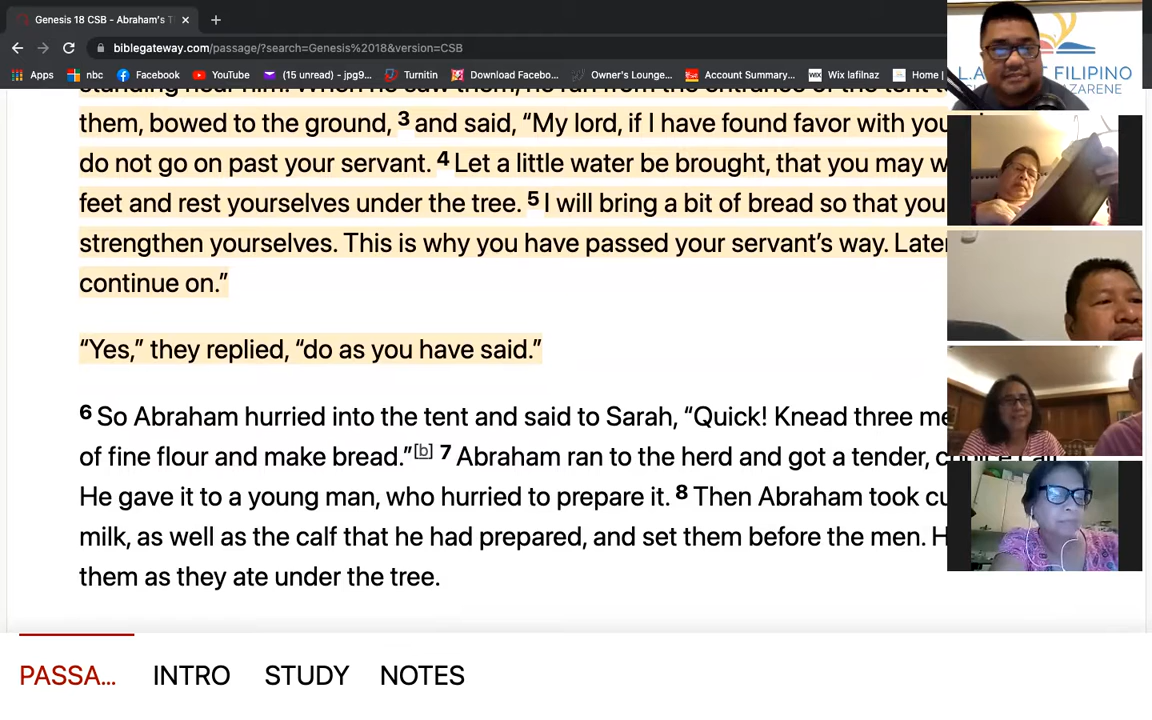 Genesis 18 CSB - Abraham's T
biblegateway.com/passage/?search=Genesis%2018&version=CSB
Apps nbc Facebook YouTube (15 unread) - jpg9... Turnitin Download Facebo... Owner's Lounge... Account Summary... Wix lafilnaz Home |
FILIPINO
them, bowed to the ground, 3 and said, “My lord, if I have found favor with you
do not go on past your servant. 4 Let a little water be brought, that you may w
feet and rest yourselves under the tree. 5 I will bring a bit of bread so that you
strengthen yourselves. This is why you have passed your servant’s way. Later
continue on.”
“Yes,” they replied, “do as you have said.”
6 So Abraham hurried into the tent and said to Sarah, “Quick! Knead three me
of fine flour and make bread.”[b] 7 Abraham ran to the herd and got a tender,
He gave it to a young man, who hurried to prepare it. 8 Then Abraham took cu
milk, as well as the calf that he had prepared, and set them before the men. H
them as they ate under the tree.
PASSA... INTRO STUDY NOTES